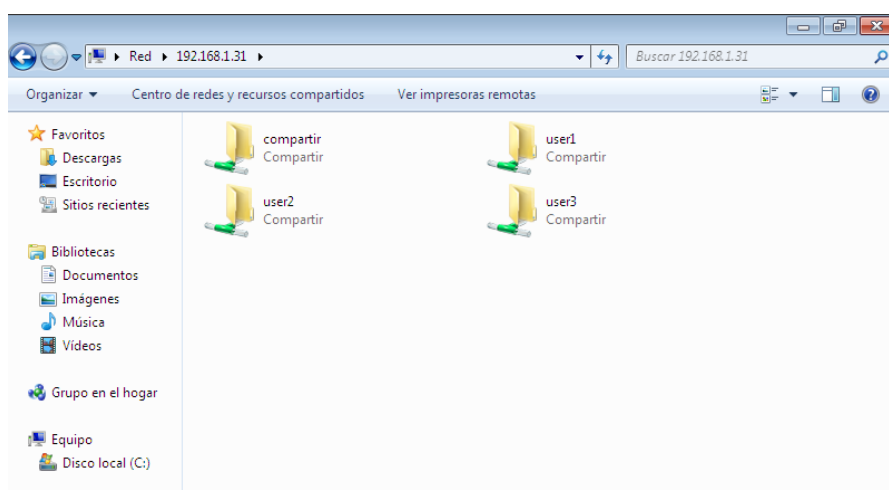 Red ▸ 192.168.1.31 ▸
Buscar 192.168.1.31
Organizar
Centro de redes y recursos compartidos
Ver impresoras remotas
Favoritos
Descargas
Escritorio
Sitios recientes
Bibliotecas
Documentos
Imágenes
Música
Vídeos
Grupo en el hogar
Equipo
Disco local (C:)
compartir
Compartir
user1
Compartir
user2
Compartir
user3
Compartir